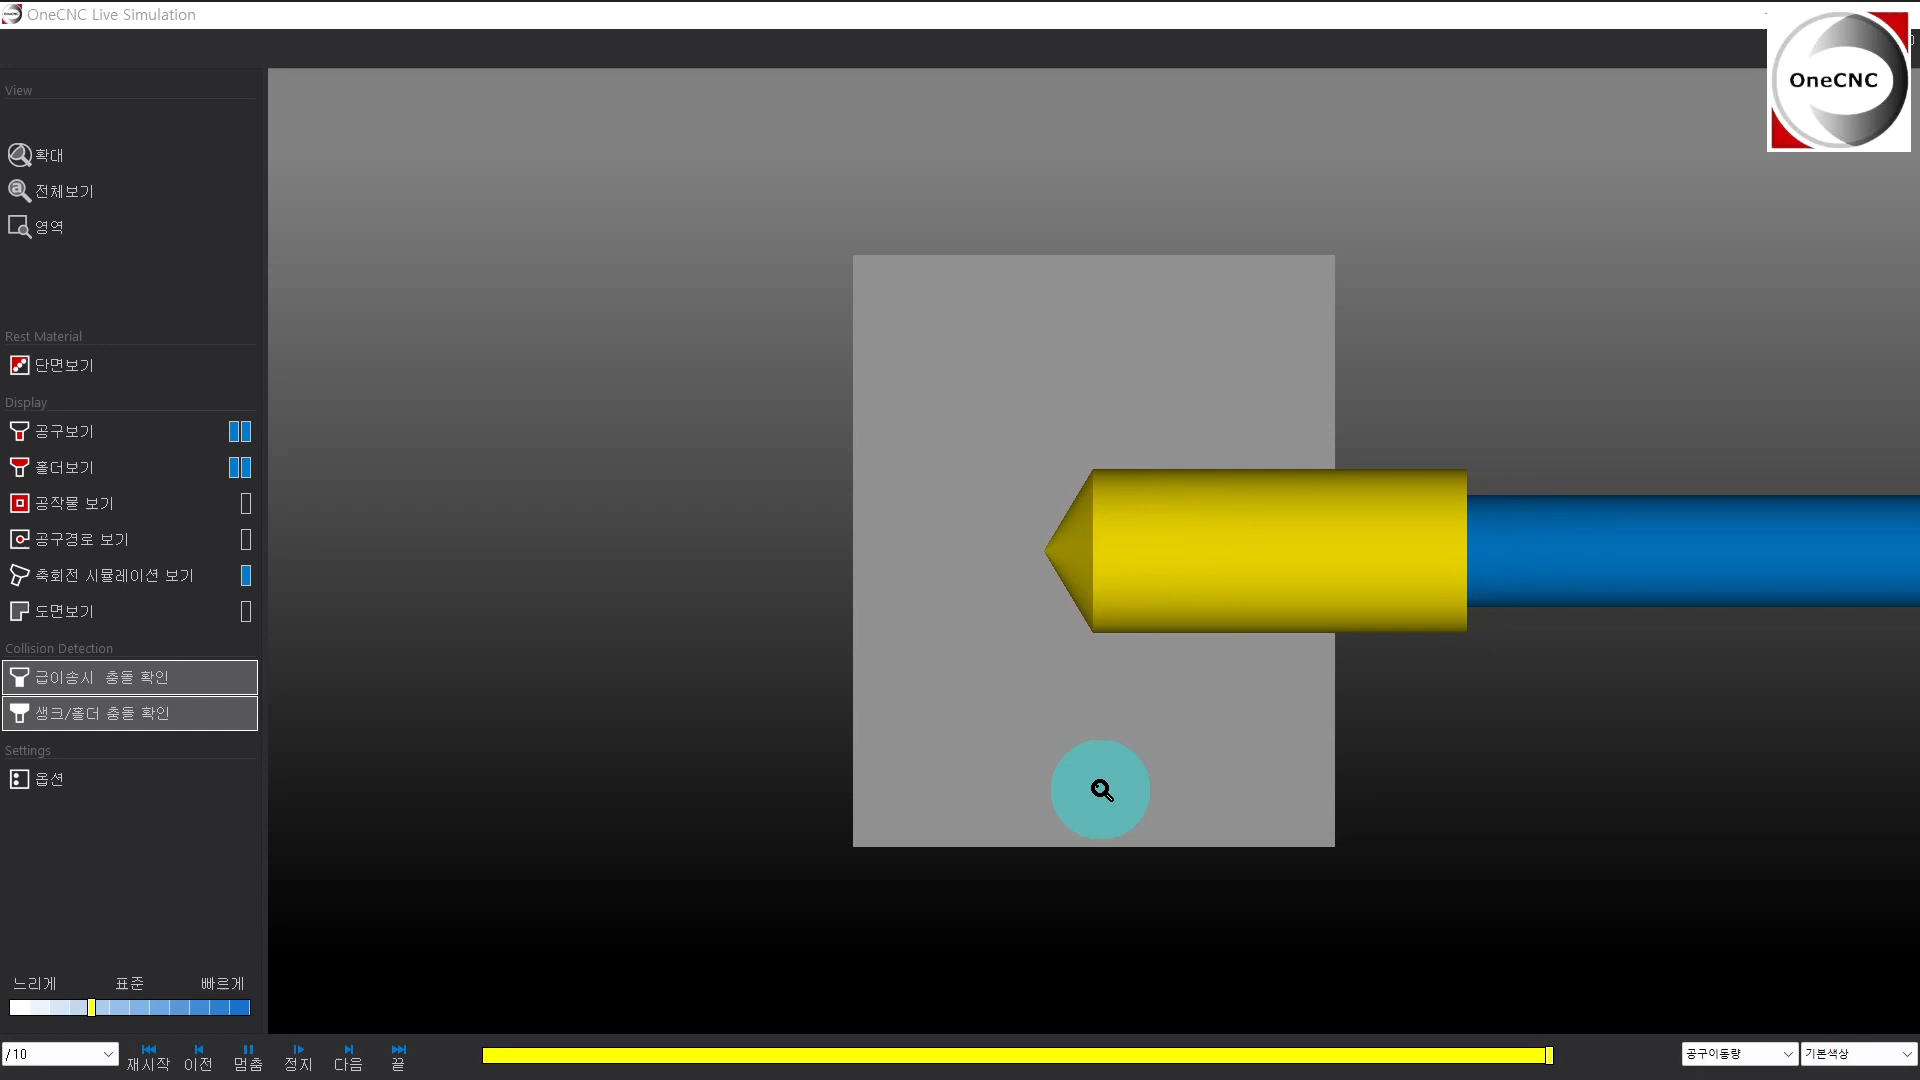 OneCNC Live Simulation
OneCNC
View
확대
전체보기
영역
Rest Material
단면보기
Display
공구보기
홀더보기
공작물 보기
공구경로 보기
축회전 시뮬레이션 보기
도면보기
Collision Detection
급이송시 충돌 확인
생크/홀더 충돌 확인
Settings
옵션
느리게 표준 빠르게
/10 재시작 이전 멈춤 정지 다음 끝 공구이동량 기본색상